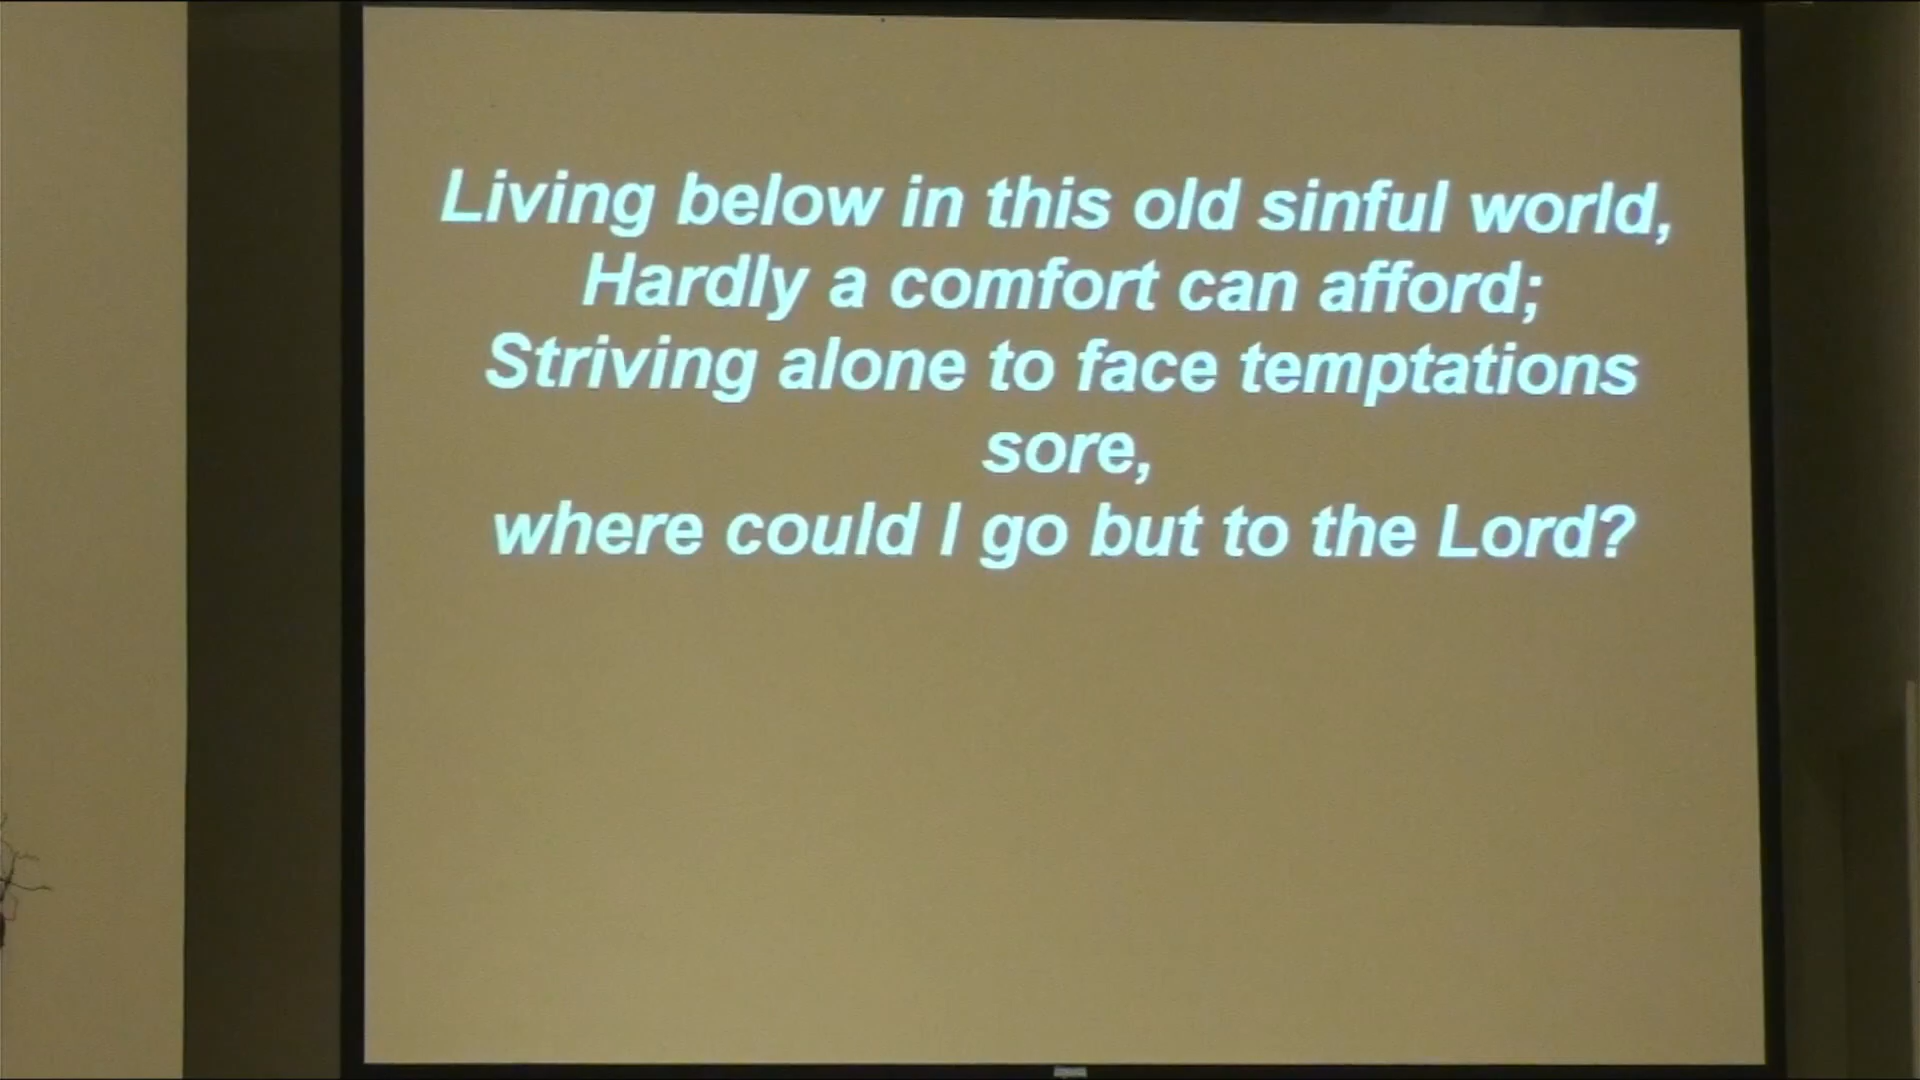 Living below in this old sinful world,
Hardly a comfort can afford;
Striving alone to face temptations
sore,
where could I go but to the Lord?